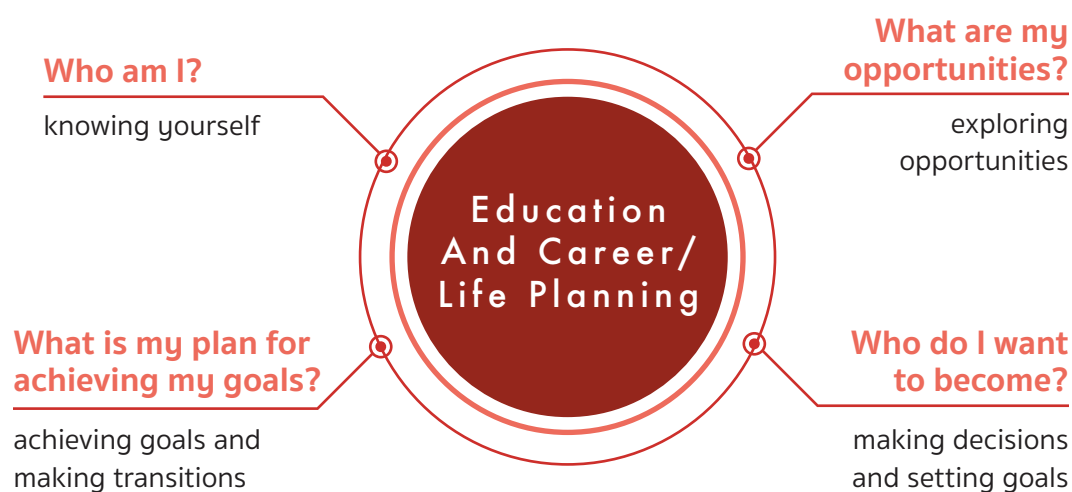 Who am I?
knowing yourself
What are my
opportunities?
exploring
opportunities
Education
And Career/
Life Planning
What is my plan for
achieving my goals?
achieving goals and
making transitions
Who do I want
to become?
making decisions
and setting goals